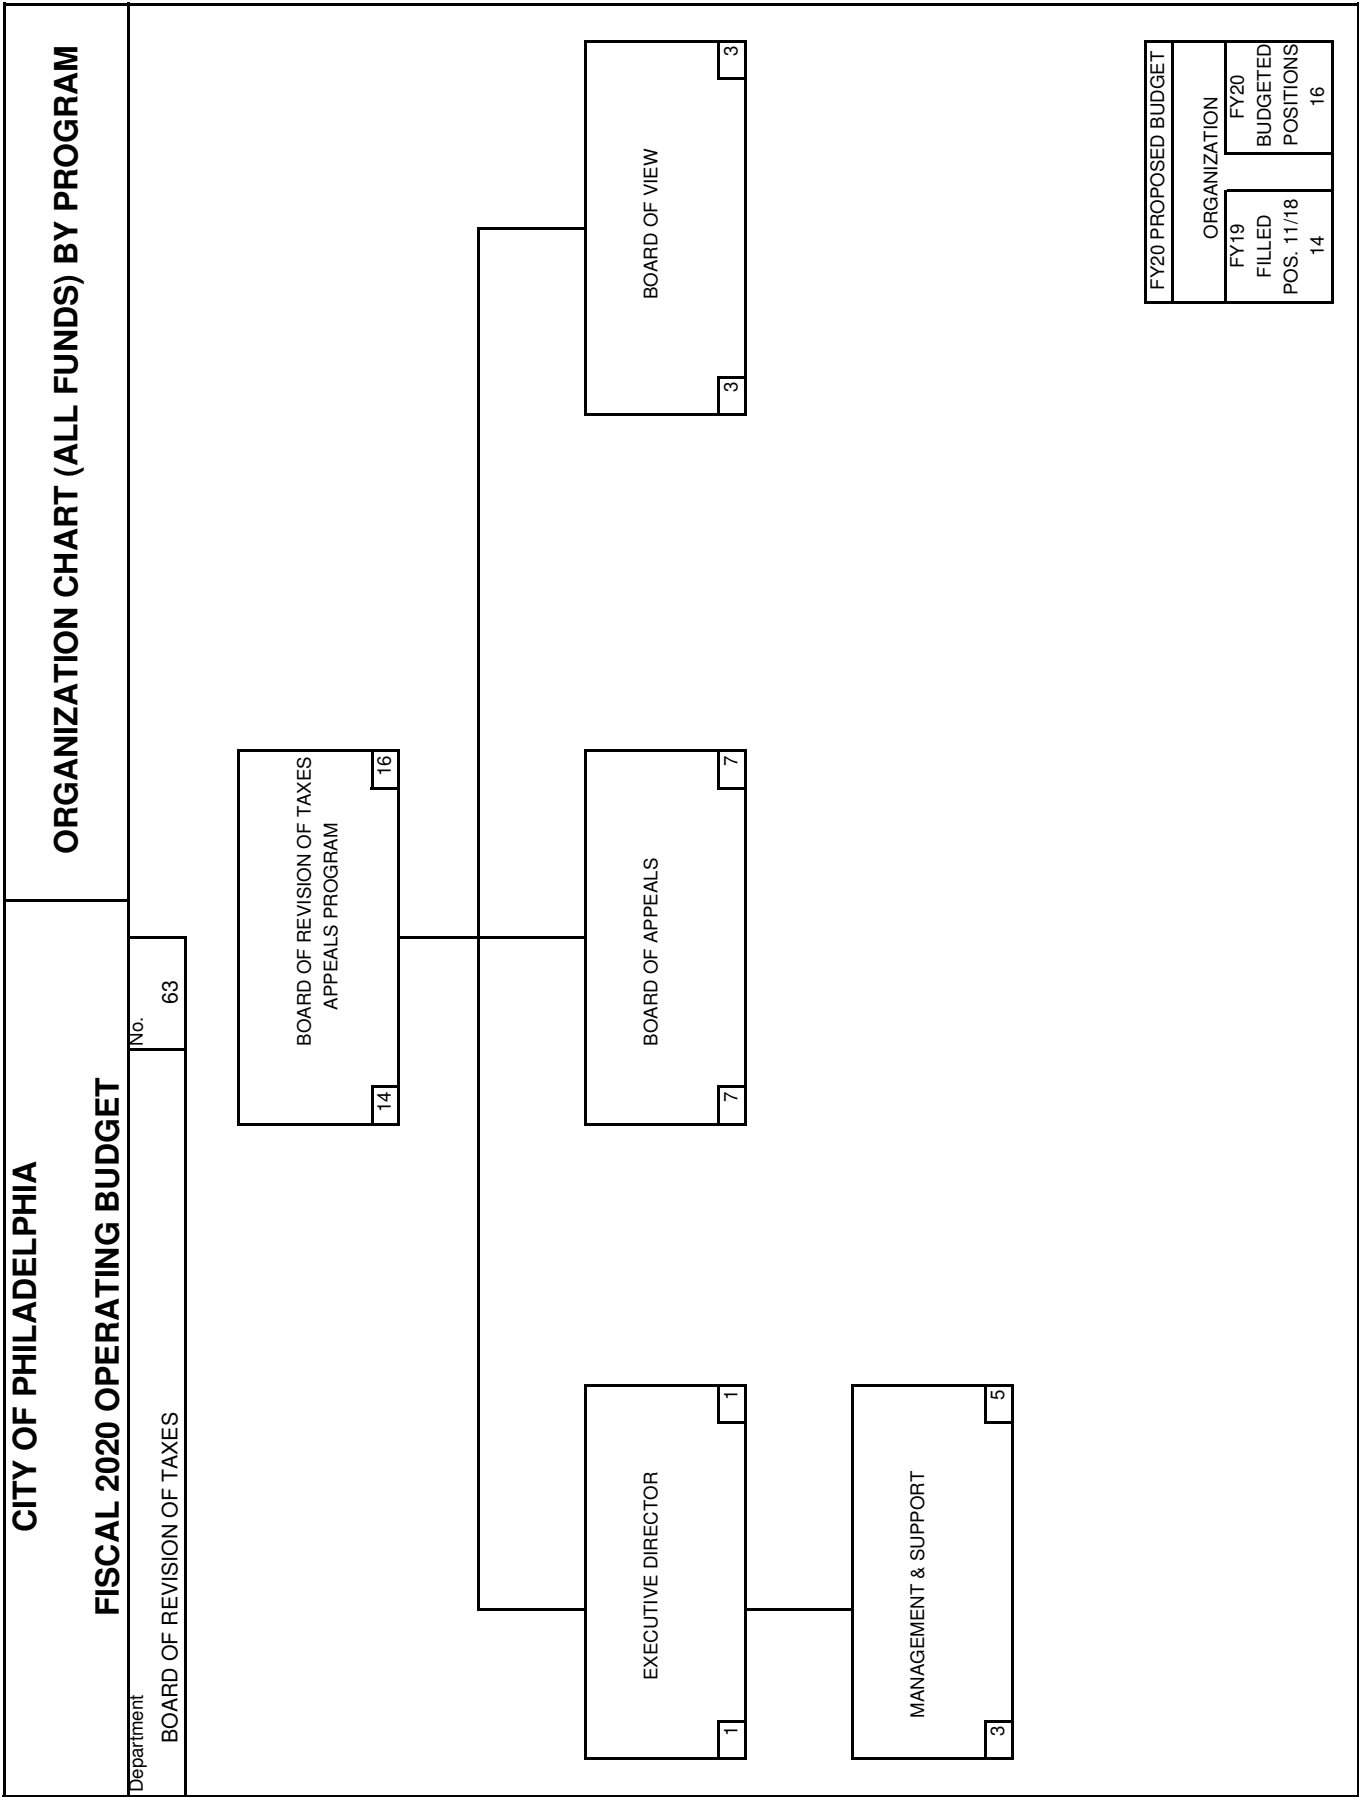 CITY OF PHILADELPHIA
FISCAL 2020 OPERATING BUDGET
ORGANIZATION CHART (ALL FUNDS) BY PROGRAM
Department
No.
BOARD OF REVISION OF TAXES
63
BOARD OF REVISION OF TAXES
APPEALS PROGRAM
14
16
EXECUTIVE DIRECTOR
1
1
BOARD OF APPEALS
7
7
BOARD OF VIEW
3
3
MANAGEMENT & SUPPORT
3
5
FY20 PROPOSED BUDGET
ORGANIZATION
FY19
FILLED
POS. 11/18
14
FY20
BUDGETED
POSITIONS
16